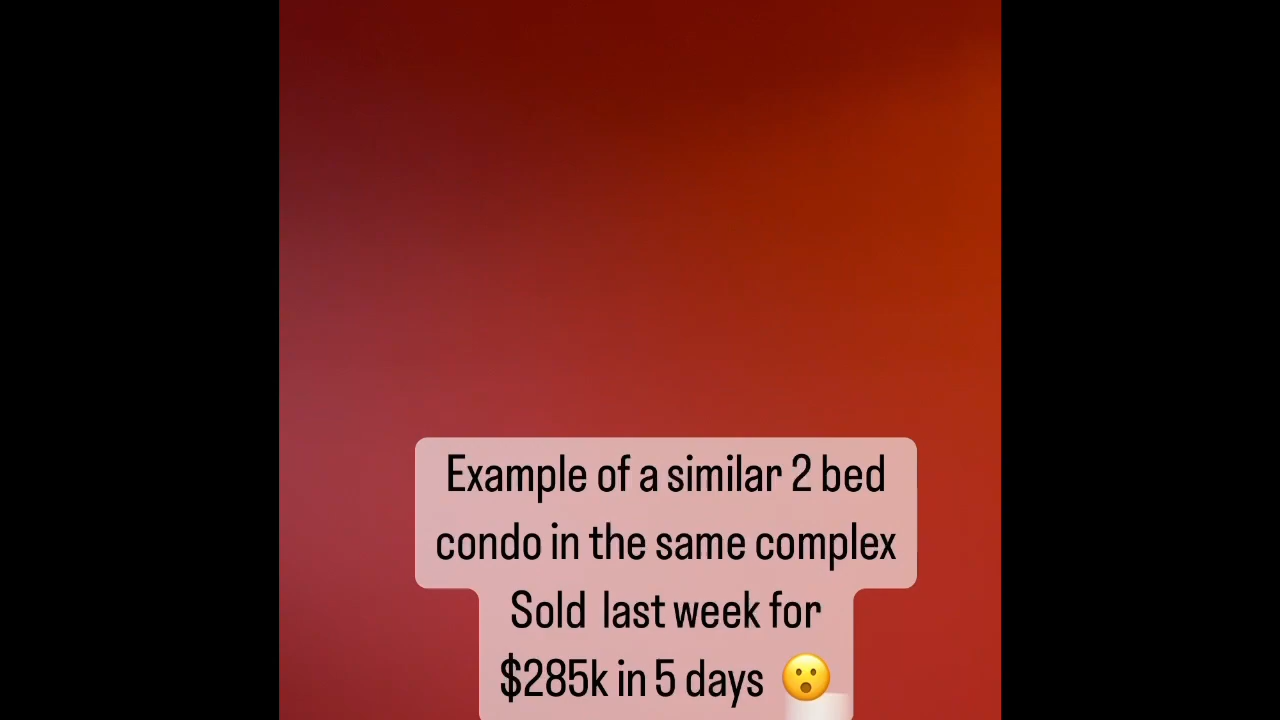 Example of a similar 2 bed
condo in the same complex
Sold last week for
$285k in 5 days 😮